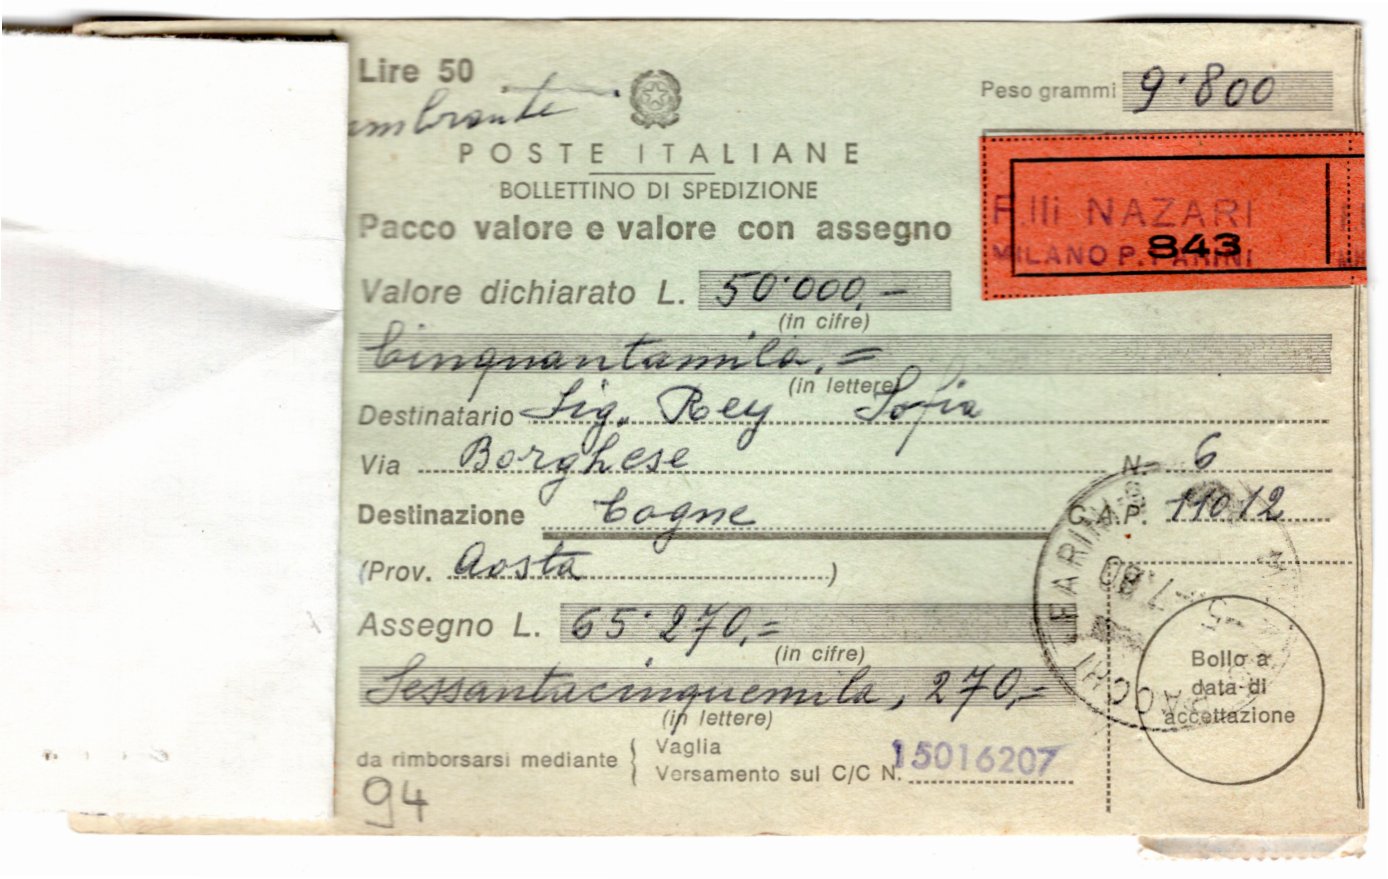 Lire 50
Peso grammi 9·800
POSTE ITALIANE
BOLLETTINO DI SPEDIZIONE
Pacco valore e valore con assegno
F.lli NAZARI
MILANO P. FARINI
843
Valore dichiarato L. 50·000,-
(in cifre)
Cinquantamila,=
(in lettere)
Destinatario Sig. Rey Sofia
Via Borghese N. 6
Destinazione Cogne C.A.P. 11012
(Prov. Aosta)
Assegno L. 65·270,=
(in cifre)
Sessantacinquemila, 270,=
(in lettere)
Bollo a
data di
accettazione
da rimborsarsi mediante { Vaglia
Versamento sul C/C N. 15016207
94